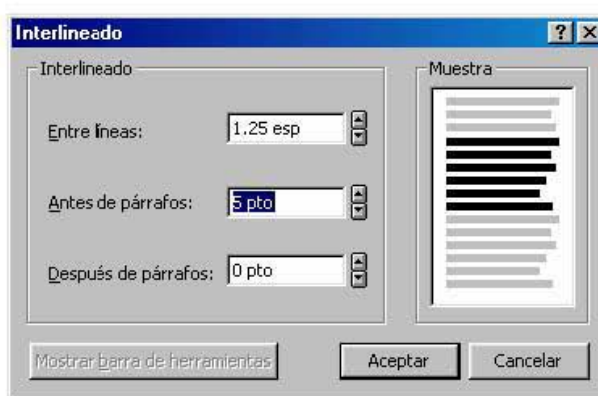 Interlineado
Interlineado
Muestra
Entre líneas:
1.25 esp
Antes de párrafos:
5 pto
Después de párrafos:
0 pto
Mostrar barra de herramientas
Aceptar
Cancelar